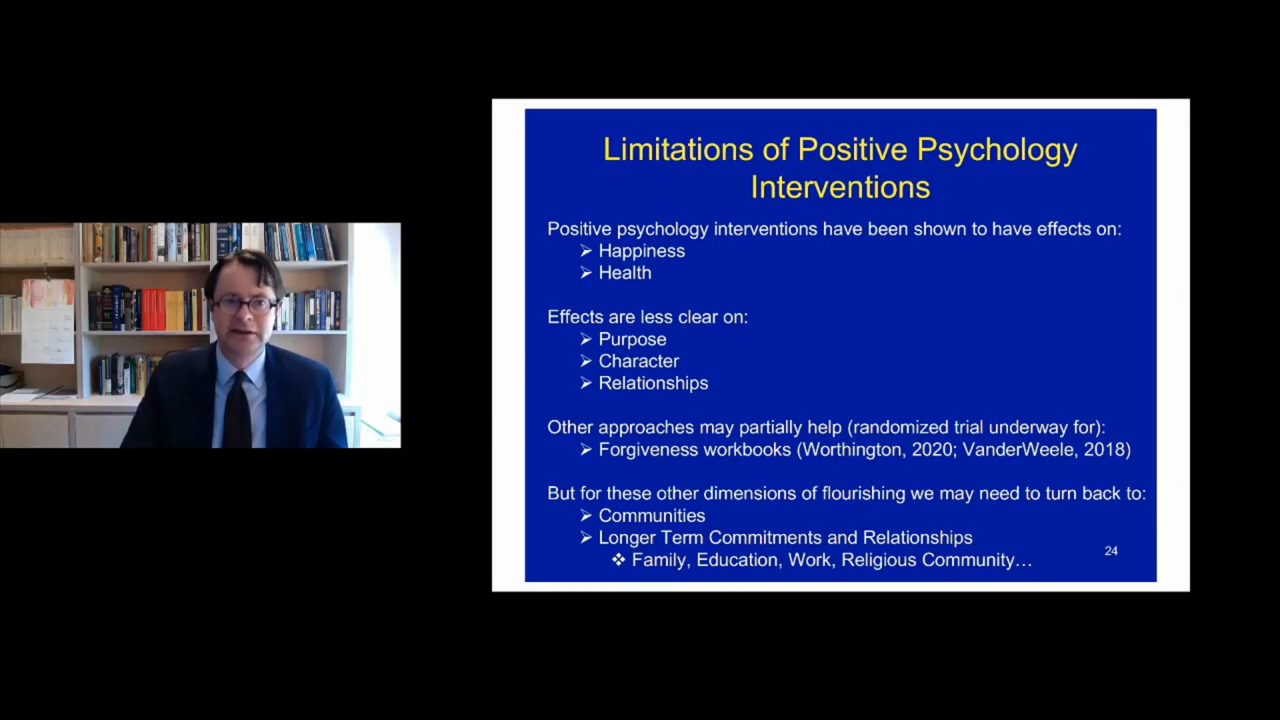 Limitations of Positive Psychology
Interventions
Positive psychology interventions have been shown to have effects on:
➢ Happiness
➢ Health
Effects are less clear on:
➢ Purpose
➢ Character
➢ Relationships
Other approaches may partially help (randomized trial underway for):
➢ Forgiveness workbooks (Worthington, 2020; VanderWeele, 2018)
But for these other dimensions of flourishing we may need to turn back to:
➢ Communities
➢ Longer Term Commitments and Relationships
❖ Family, Education, Work, Religious Community…
24